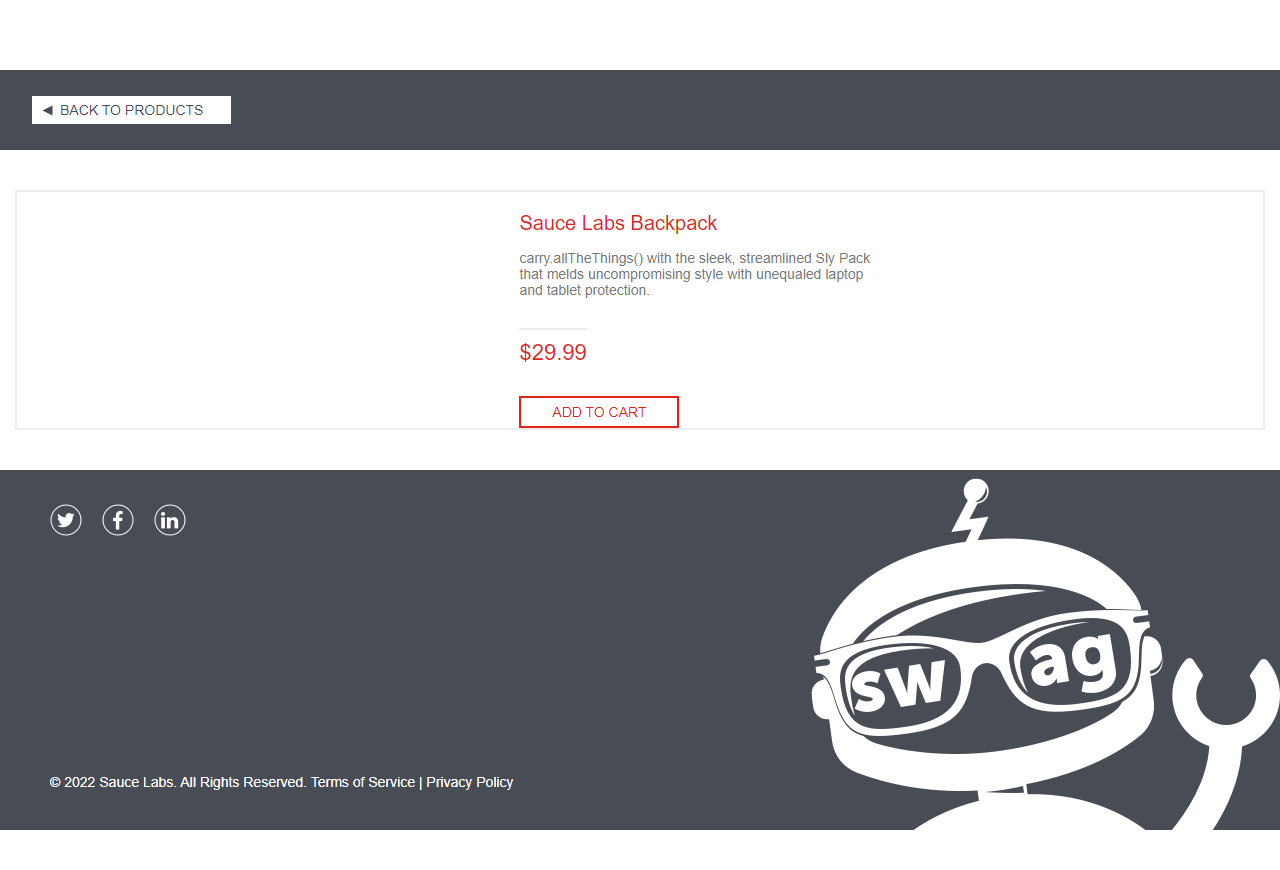 ◄ BACK TO PRODUCTS
Sauce Labs Backpack
carry.allTheThings() with the sleek, streamlined Sly Pack
that melds uncompromising style with unequaled laptop
and tablet protection.
$29.99
ADD TO CART
sw ag
© 2022 Sauce Labs. All Rights Reserved. Terms of Service | Privacy Policy